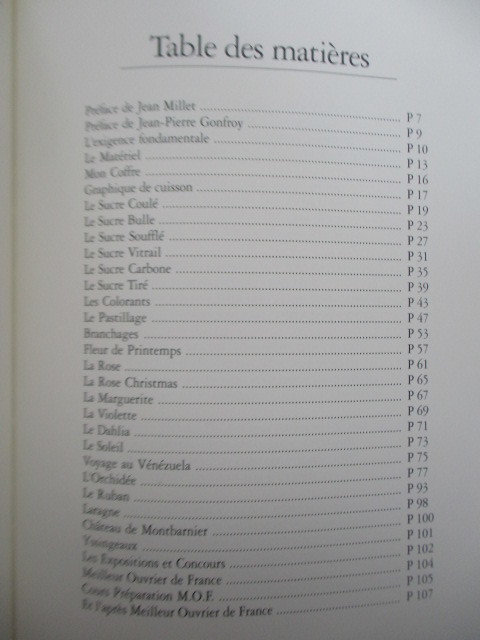 Table des matières
Préface de Jean Millet ........ P 7
Préface de Jean-Pierre Gonfroy ........ P 9
L'exigence fondamentale ........ P 10
Le Matériel ........ P 13
Mon Coffre ........ P 16
Graphique de cuisson ........ P 17
Le Sucre Coulé ........ P 19
Le Sucre Bulle ........ P 23
Le Sucre Soufflé ........ P 27
Le Sucre Vitrail ........ P 31
Le Sucre Carbone ........ P 35
Le Sucre Tiré ........ P 39
Les Colorants ........ P 43
Le Pastillage ........ P 47
Branchages ........ P 53
Fleur de Printemps ........ P 57
La Rose ........ P 61
La Rose Christmas ........ P 65
La Marguerite ........ P 67
La Violette ........ P 69
Le Dahlia ........ P 71
Le Soleil ........ P 73
Voyage au Vénézuela ........ P 75
L'Orchidée ........ P 77
Le Ruban ........ P 93
Laragne ........ P 98
Château de Montbarnier ........ P 100
Yssingeaux ........ P 101
Les Expositions et Concours ........ P 102
Meilleur Ouvrier de France ........ P 104
Cours Préparation M.O.F. ........ P 105
Et l'après Meilleur Ouvrier de France ........ P 107